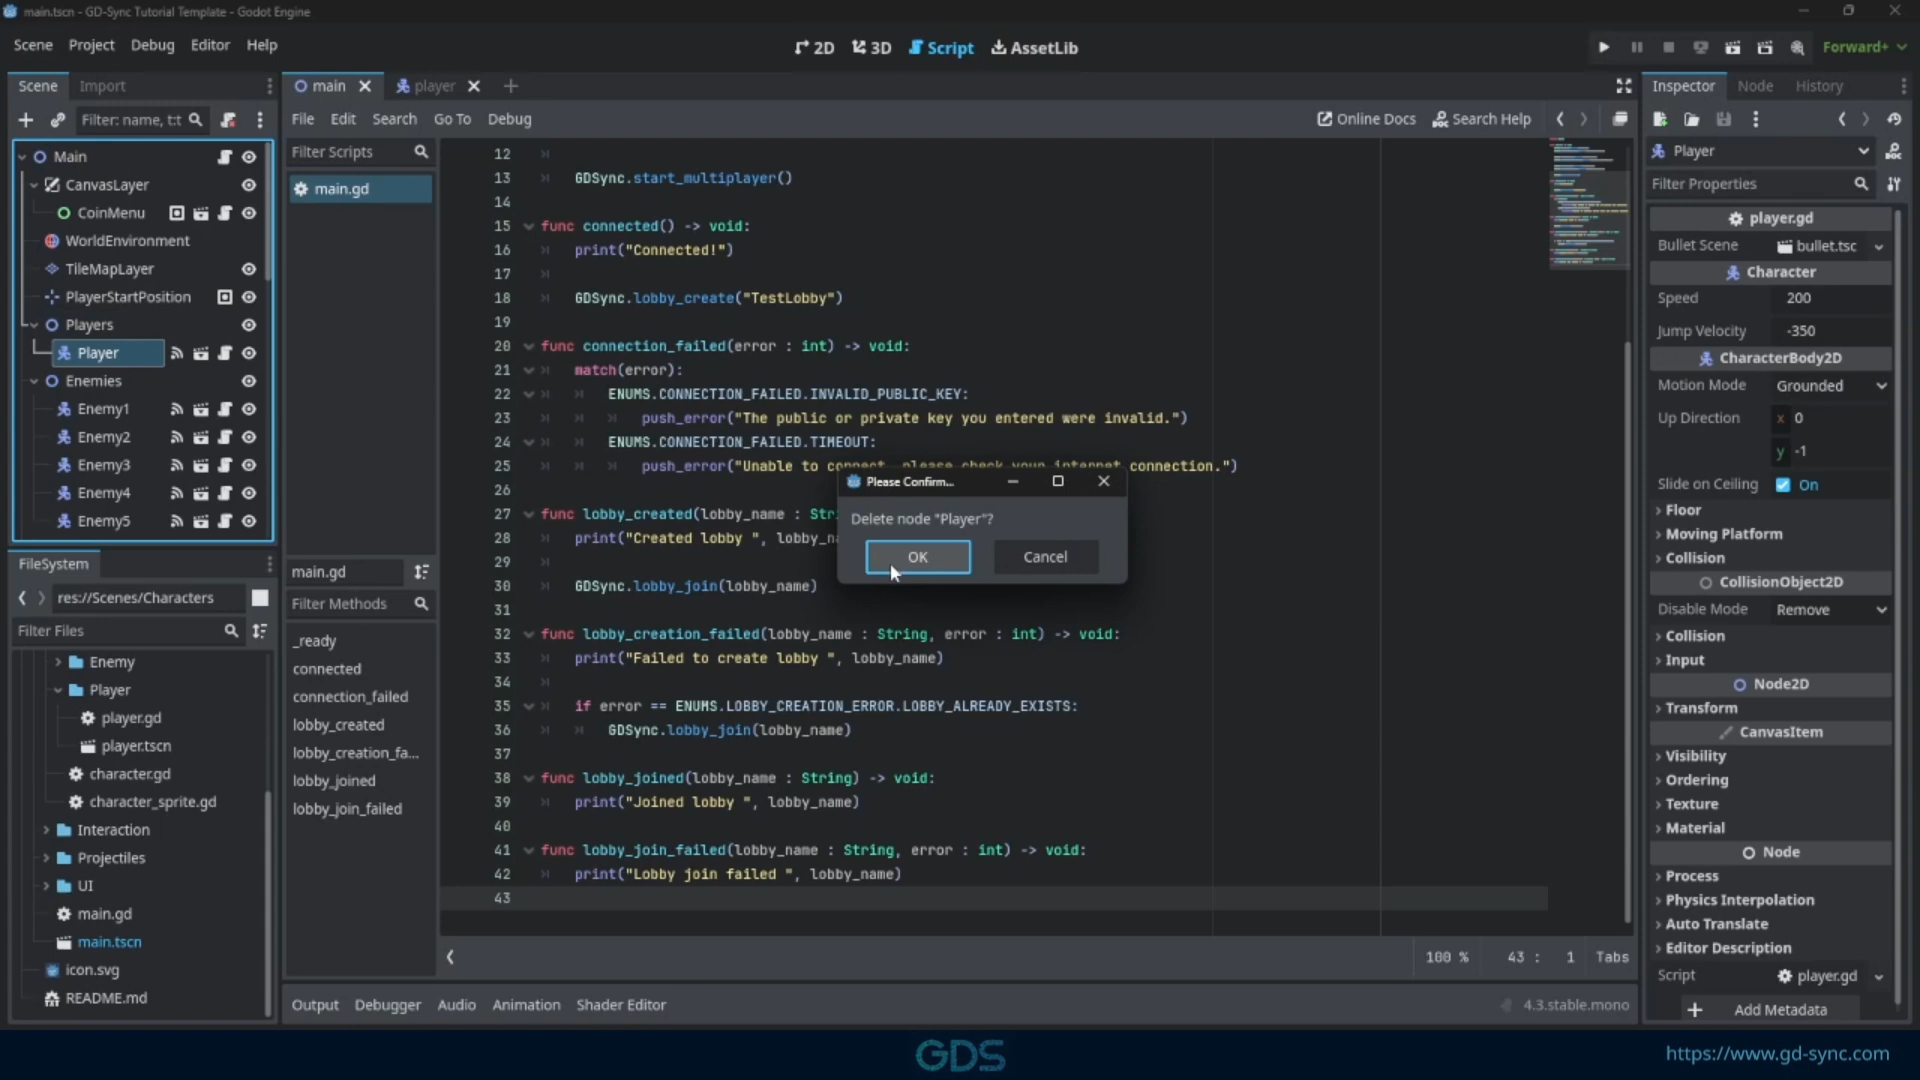 main.tscn - GD-Sync Tutorial Template - Godot Engine
Scene Project Debug Editor Help
2D 3D Script AssetLib
Forward+
Scene Import
Filter: name, t:t
Main
CanvasLayer
CoinMenu
WorldEnvironment
TileMapLayer
PlayerStartPosition
Players
Player
Enemies
Enemy1
Enemy2
Enemy3
Enemy4
Enemy5
FileSystem
res://Scenes/Characters
Filter Files
Enemy
Player
player.gd
player.tscn
character.gd
character_sprite.gd
Interaction
Projectiles
UI
main.gd
main.tscn
icon.svg
README.md
main player
File Edit Search Go To Debug
Online Docs Search Help
Filter Scripts
main.gd
main.gd
Filter Methods
_ready
connected
connection_failed
lobby_created
lobby_creation_fa...
lobby_joined
lobby_join_failed
12
13 GDSync.start_multiplayer()
14
15 func connected() -> void:
16 print("Connected!")
17
18 GDSync.lobby_create("TestLobby")
19
20 func connection_failed(error : int) -> void:
21 match(error):
22 ENUMS.CONNECTION_FAILED.INVALID_PUBLIC_KEY:
23 push_error("The public or private key you entered were invalid.")
24 ENUMS.CONNECTION_FAILED.TIMEOUT:
25 push_error("Unable to connect, please check your internet connection.")
26
27 func lobby_created(lobby_name : Str
28 print("Created lobby ", lobby_na
29
30 GDSync.lobby_join(lobby_name)
31
32 func lobby_creation_failed(lobby_name : String, error : int) -> void:
33 print("Failed to create lobby ", lobby_name)
34
35 if error == ENUMS.LOBBY_CREATION_ERROR.LOBBY_ALREADY_EXISTS:
36 GDSync.lobby_join(lobby_name)
37
38 func lobby_joined(lobby_name : String) -> void:
39 print("Joined lobby ", lobby_name)
40
41 func lobby_join_failed(lobby_name : String, error : int) -> void:
42 print("Lobby join failed ", lobby_name)
43
Please Confirm...
Delete node "Player"?
OK Cancel
100 % 43 : 1 Tabs
Output Debugger Audio Animation Shader Editor
4.3.stable.mono
Inspector Node History
Player
Filter Properties
player.gd
Bullet Scene bullet.tsc
Character
Speed 200
Jump Velocity -350
CharacterBody2D
Motion Mode Grounded
Up Direction x 0
y -1
Slide on Ceiling On
Floor
Moving Platform
Collision
CollisionObject2D
Disable Mode Remove
Collision
Input
Node2D
Transform
CanvasItem
Visibility
Ordering
Texture
Material
Node
Process
Physics Interpolation
Auto Translate
Editor Description
Script player.gd
Add Metadata
GDS
https://www.gd-sync.com